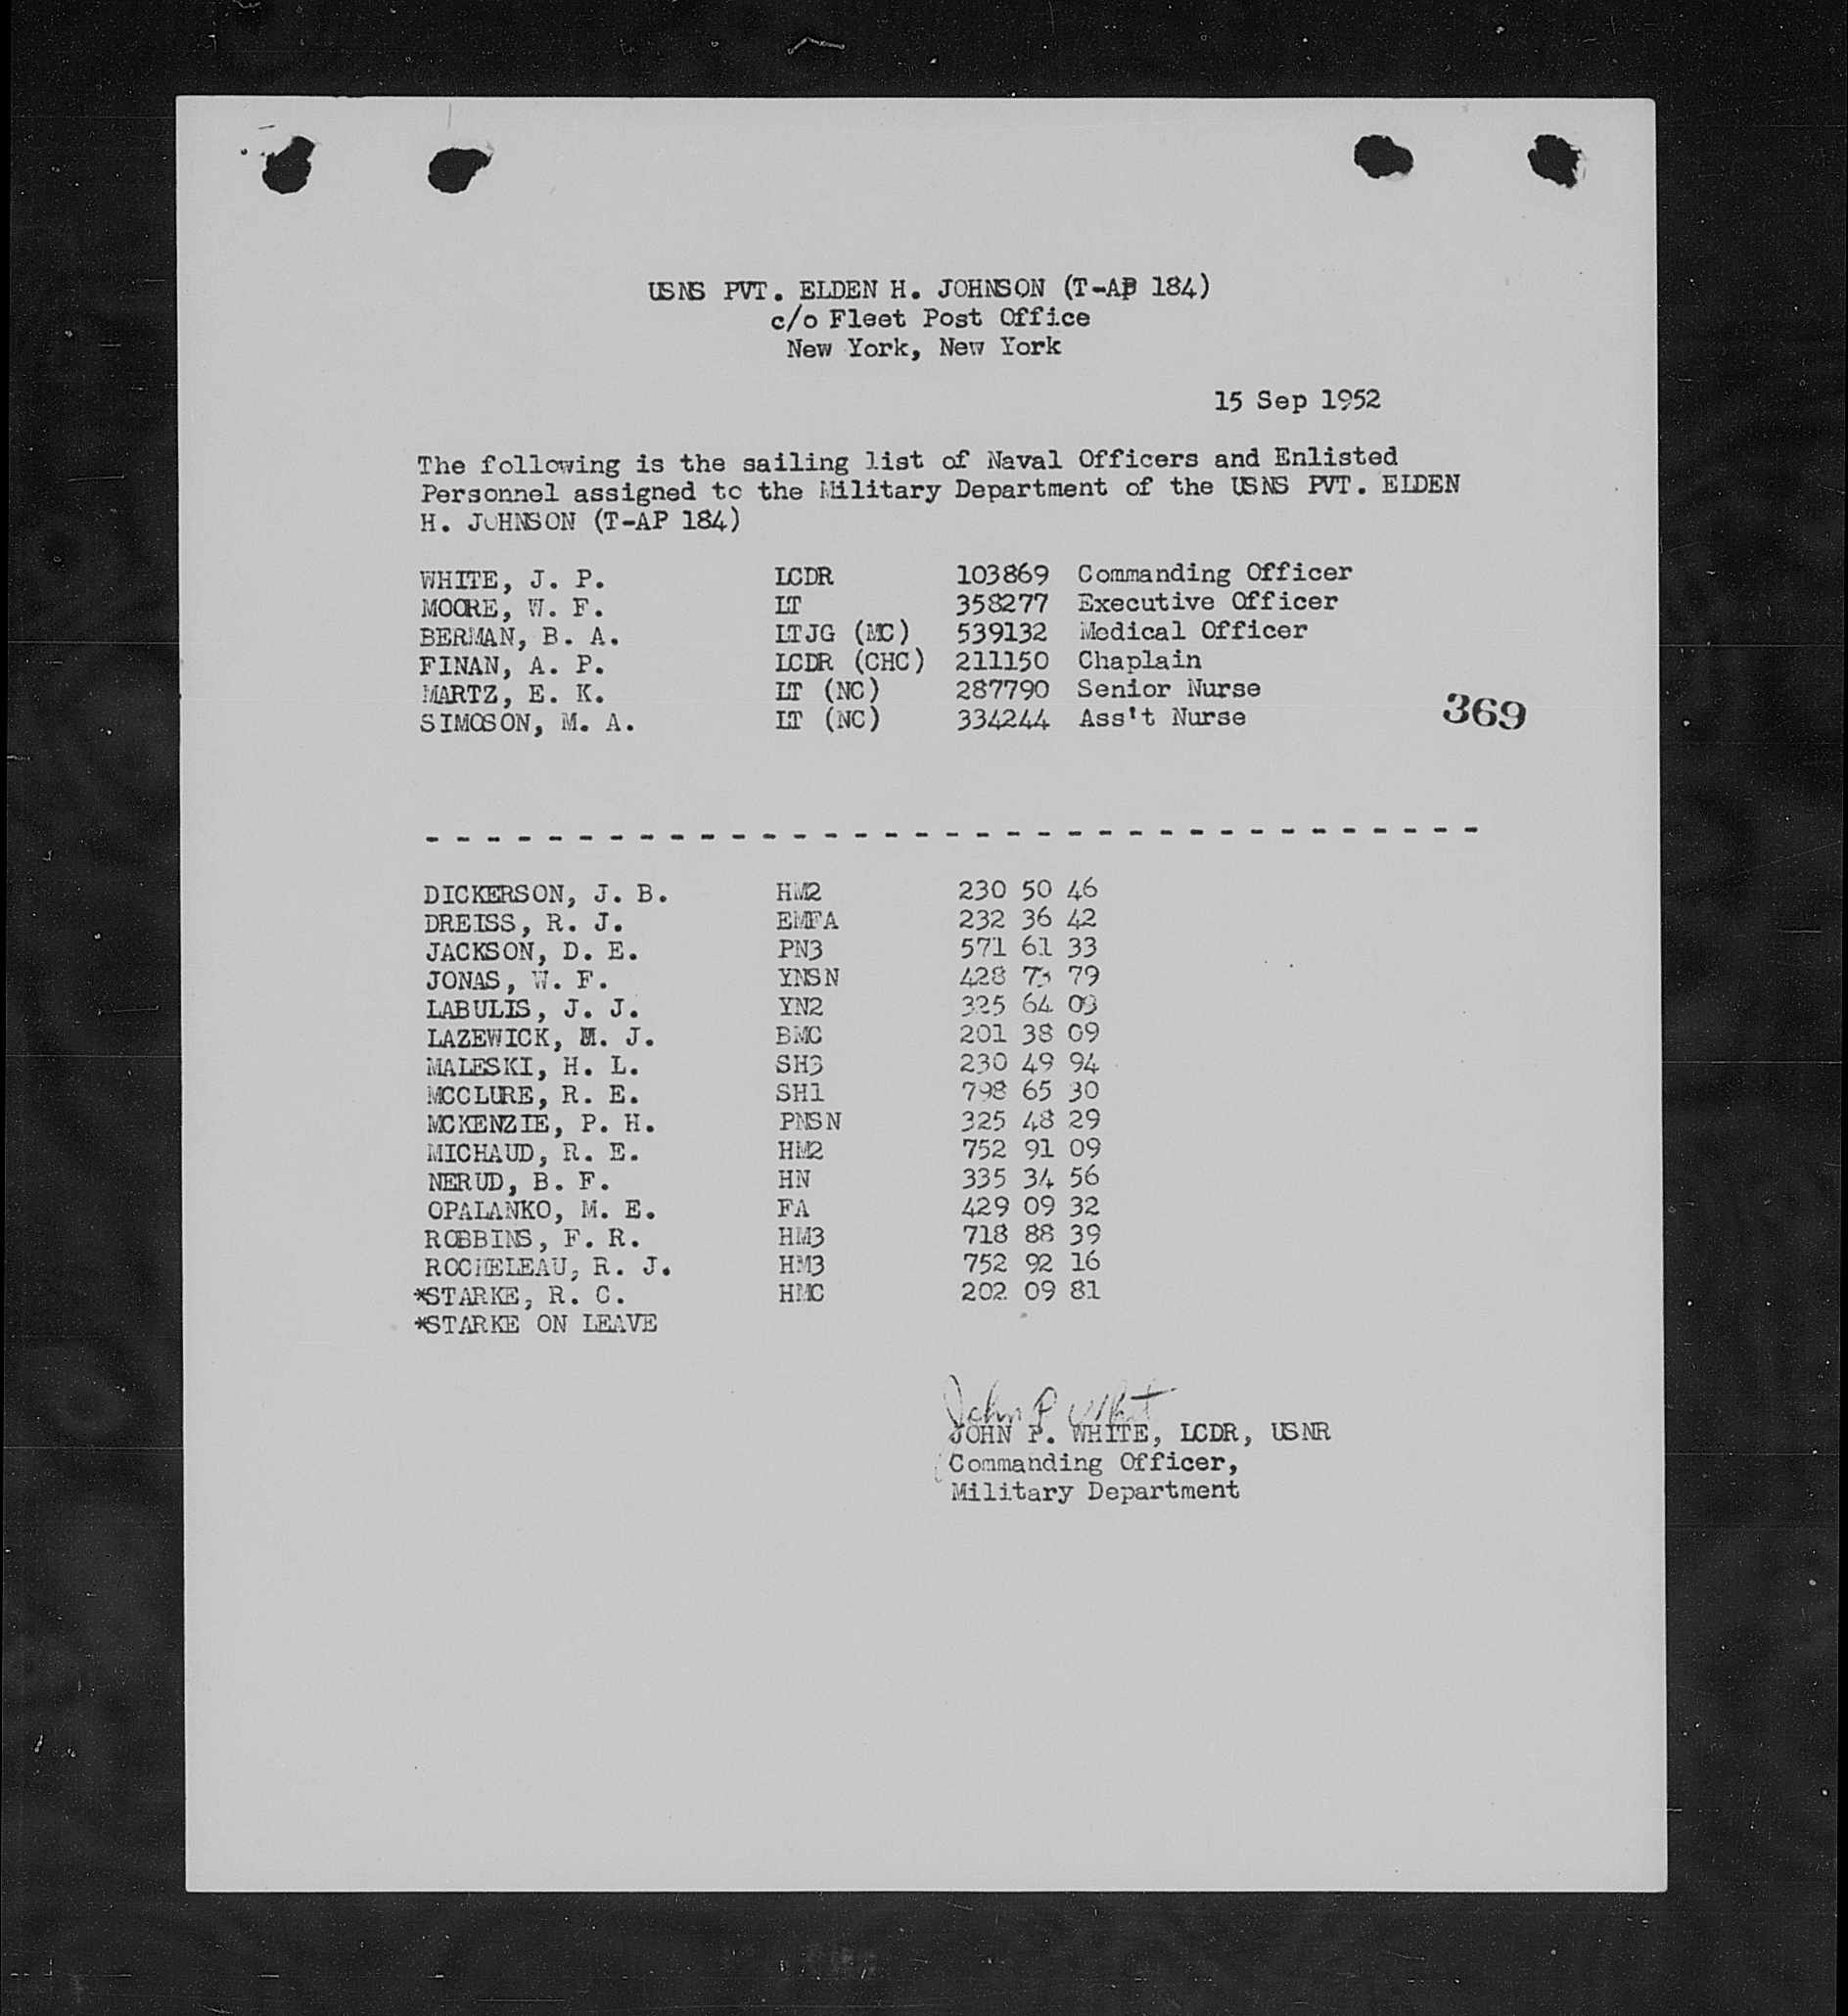 USNS PVT. ELDEN H. JOHNSON (T-AP 184)
c/o Fleet Post Office
New York, New York
15 Sep 1952
The following is the sailing list of Naval Officers and Enlisted
Personnel assigned to the Military Department of the USNS PVT. ELDEN
H. JOHNSON (T-AP 184)
WHITE, J. P. LCDR 103869 Commanding Officer
MOORE, W. F. LT 358277 Executive Officer
BERMAN, B. A. LTJG (MC) 539132 Medical Officer
FINAN, A. P. LCDR (CHC) 211150 Chaplain
MARTZ, E. K. LT (NC) 287790 Senior Nurse
SIMOSON, M. A. LT (NC) 334244 Ass't Nurse
369
- - - - - - - - - - - - - - - - - - - - - - - - - - - - - - - - - - -
DICKERSON, J. B. HM2 230 50 46
DREISS, R. J. EMFA 232 36 42
JACKSON, D. E. PN3 571 61 33
JONAS, W. F. YNSN 428 73 79
LABULIS, J. J. YN2 325 64 09
LAZEWICK, M. J. BMC 201 38 09
MALESKI, H. L. SH3 230 49 94
MCCLURE, R. E. SH1 798 65 30
MCKENZIE, P. H. PNSN 325 48 29
MICHAUD, R. E. HM2 752 91 09
NERUD, B. F. HN 335 34 56
OPALANKO, M. E. FA 429 09 32
ROBBINS, F. R. HM3 718 88 39
ROCHELEAU, R. J. HM3 752 92 16
*STARKE, R. C. HMC 202 09 81
*STARKE ON LEAVE
John P White
JOHN P. WHITE, LCDR, USNR
Commanding Officer,
Military Department